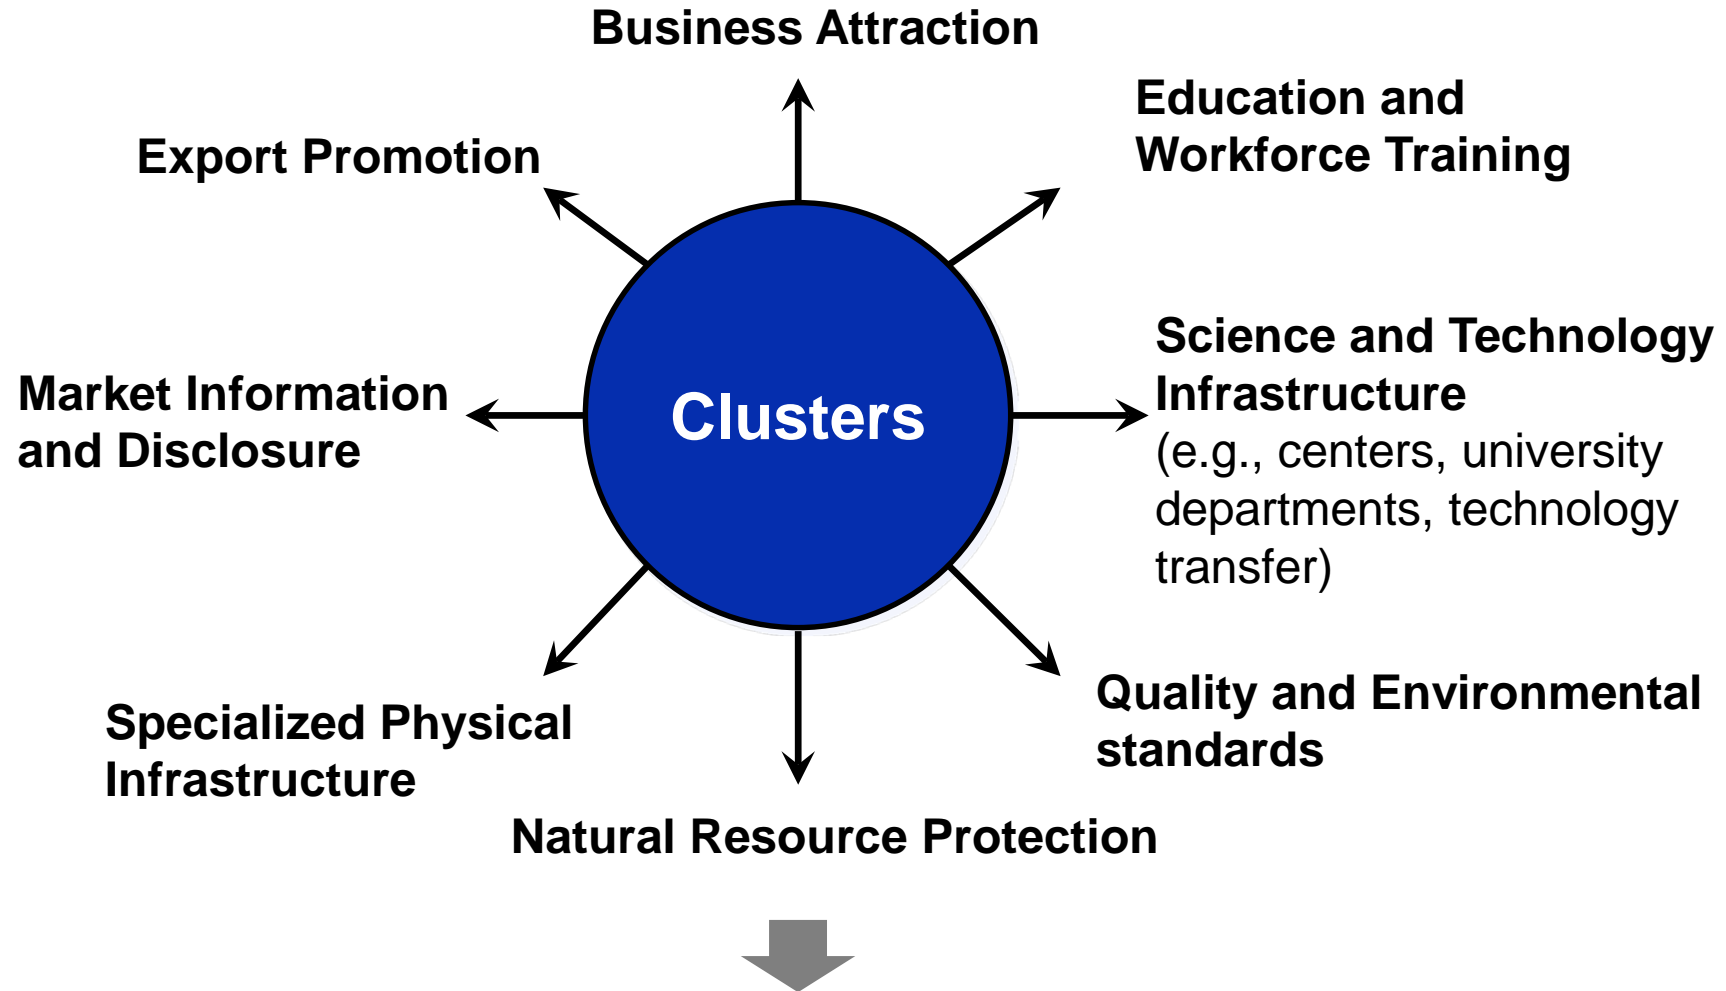 Business Attraction
Education and
Workforce Training
Export Promotion
Science and Technology
Infrastructure
(e.g., centers, university
departments, technology
transfer)
Market Information
and Disclosure
Clusters
Quality and Environmental
standards
Specialized Physical
Infrastructure
Natural Resource Protection